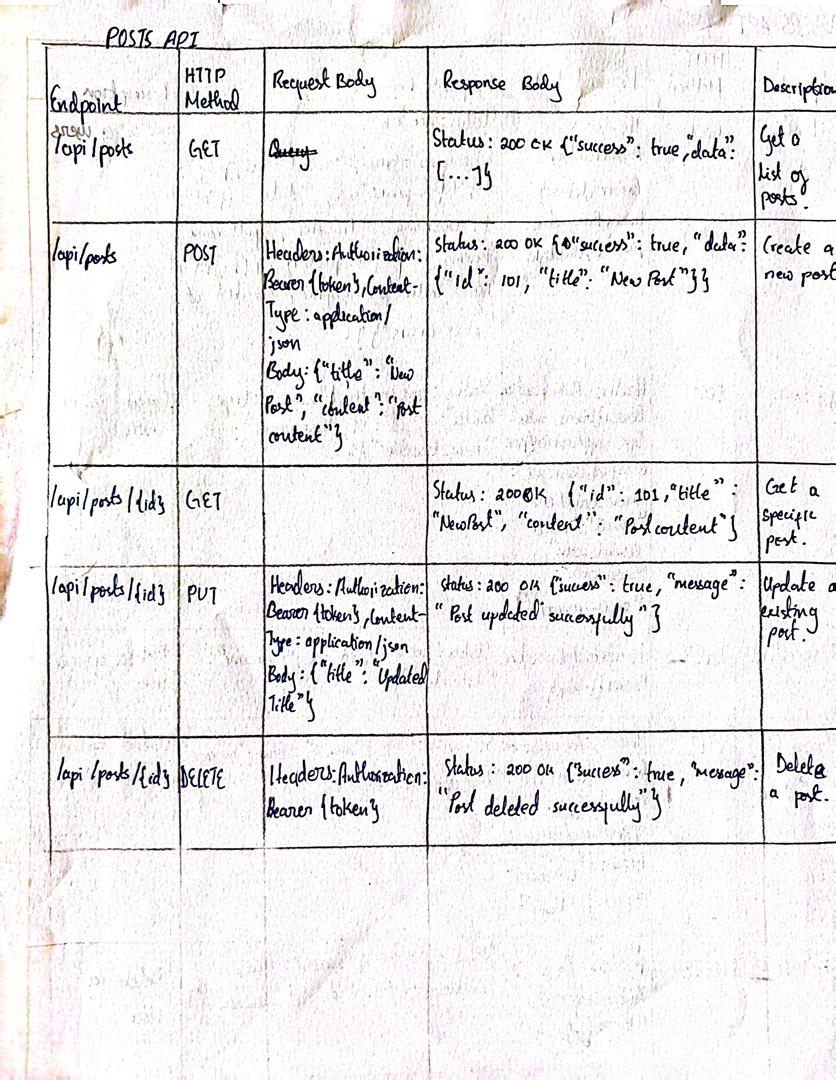 POSTS API
Endpoint
HTTP
Method
Request Body
Response Body
Description
/api/posts
GET
Query
Status: 200 OK {"success": true, "data":
[...]}
Get a
list of
posts.
/api/posts
POST
Headers: Authorization:
Bearer {token}, Content-
Type: application/
json
Body: {"title": "New
Post", "content": "Post
content"}
Status: 200 OK {"success": true, "data":
{"id": 101, "title": "New Post"}}
Create a
new post
/api/posts/{id}
GET
Status: 200 OK {"id": 101, "title":
"New Post", "content": "Post content"}
Get a
specific
post.
/api/posts/{id}
PUT
Headers: Authorization:
Bearer {token}, Content-
Type: application/json
Body: {"title": "Updated
Title"}
Status: 200 OK {"success": true, "message":
"Post updated successfully"}
Update a
existing
post.
/api/posts/{id}
DELETE
Headers: Authorization:
Bearer {token}
Status: 200 OK {"success": true, "message":
"Post deleted successfully"}
Delete
a post.